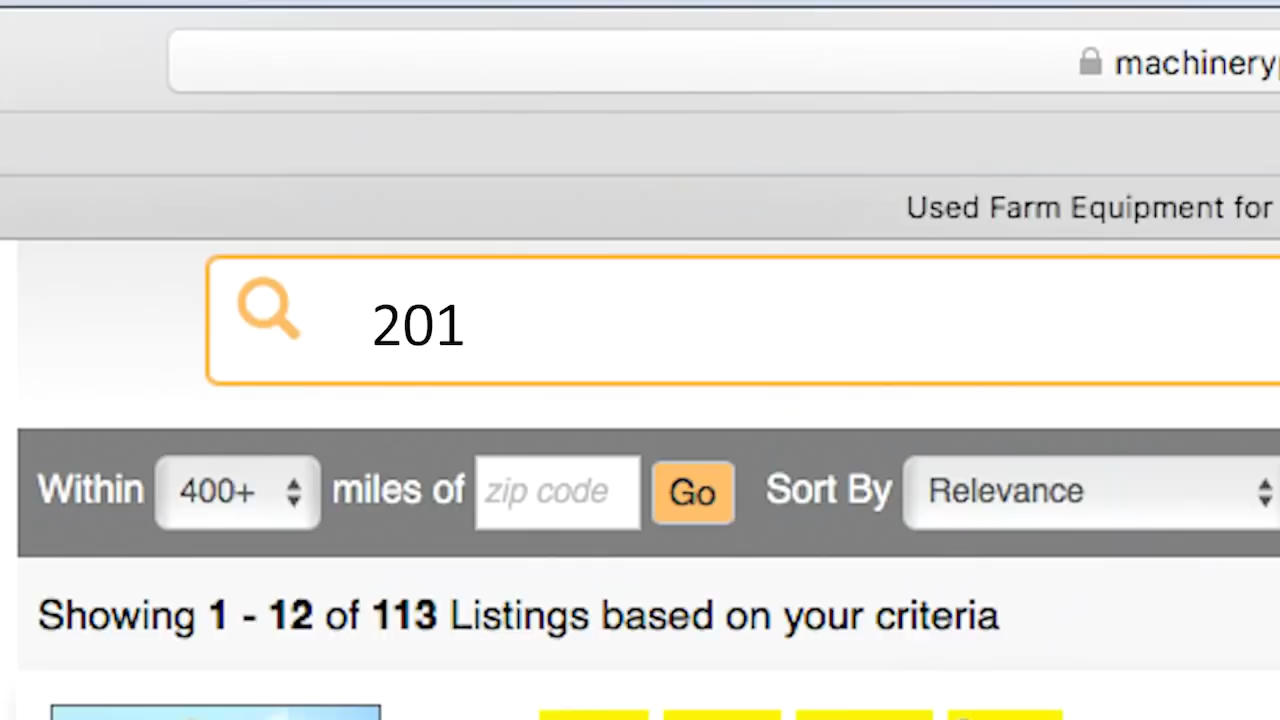 machinery
Used Farm Equipment for
201
Within 400+ miles of zip code Go Sort By Relevance
Showing 1 - 12 of 113 Listings based on your criteria